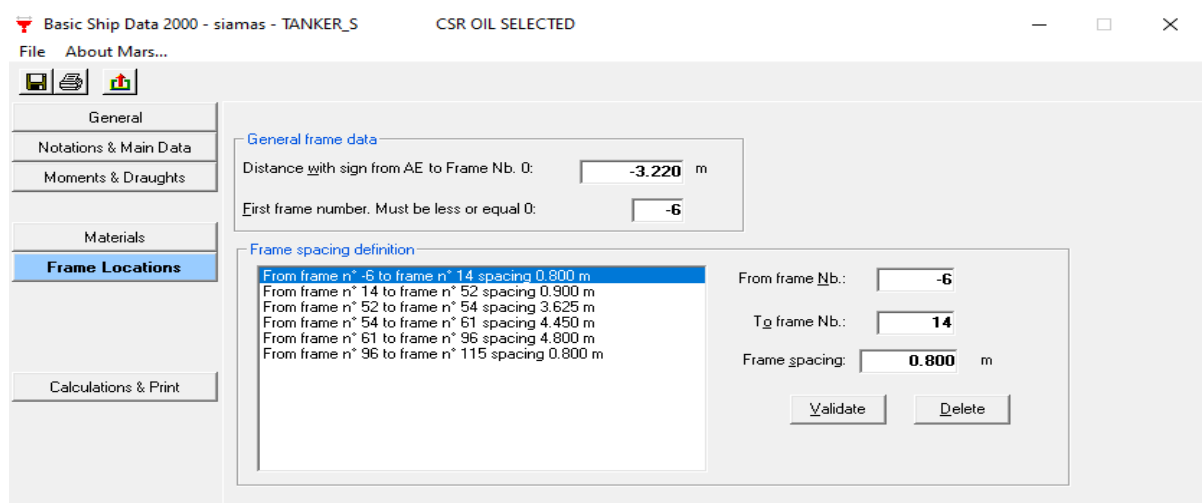 Basic Ship Data 2000 - siamas - TANKER_S CSR OIL SELECTED
File About Mars...
General
Notations & Main Data
Moments & Draughts
Materials
Frame Locations
Calculations & Print
General frame data
Distance with sign from AE to Frame Nb. 0: -3.220 m
First frame number. Must be less or equal 0: -6
Frame spacing definition
From frame n° -6 to frame n° 14 spacing 0.800 m
From frame n° 14 to frame n° 52 spacing 0.900 m
From frame n° 52 to frame n° 54 spacing 3.625 m
From frame n° 54 to frame n° 61 spacing 4.450 m
From frame n° 61 to frame n° 96 spacing 4.800 m
From frame n° 96 to frame n° 115 spacing 0.800 m
From frame Nb.: -6
To frame Nb.: 14
Frame spacing: 0.800 m
Validate Delete